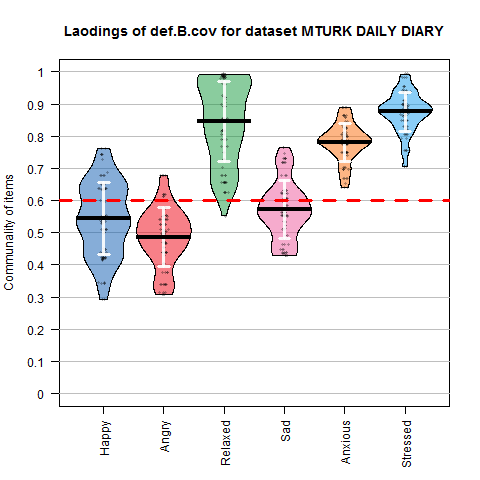 Laodings of def.B.cov for dataset MTURK DAILY DIARY
Communality of items
1
0.9
0.8
0.7
0.6
0.5
0.4
0.3
0.2
0.1
0
Happy
Angry
Relaxed
Sad
Anxious
Stressed